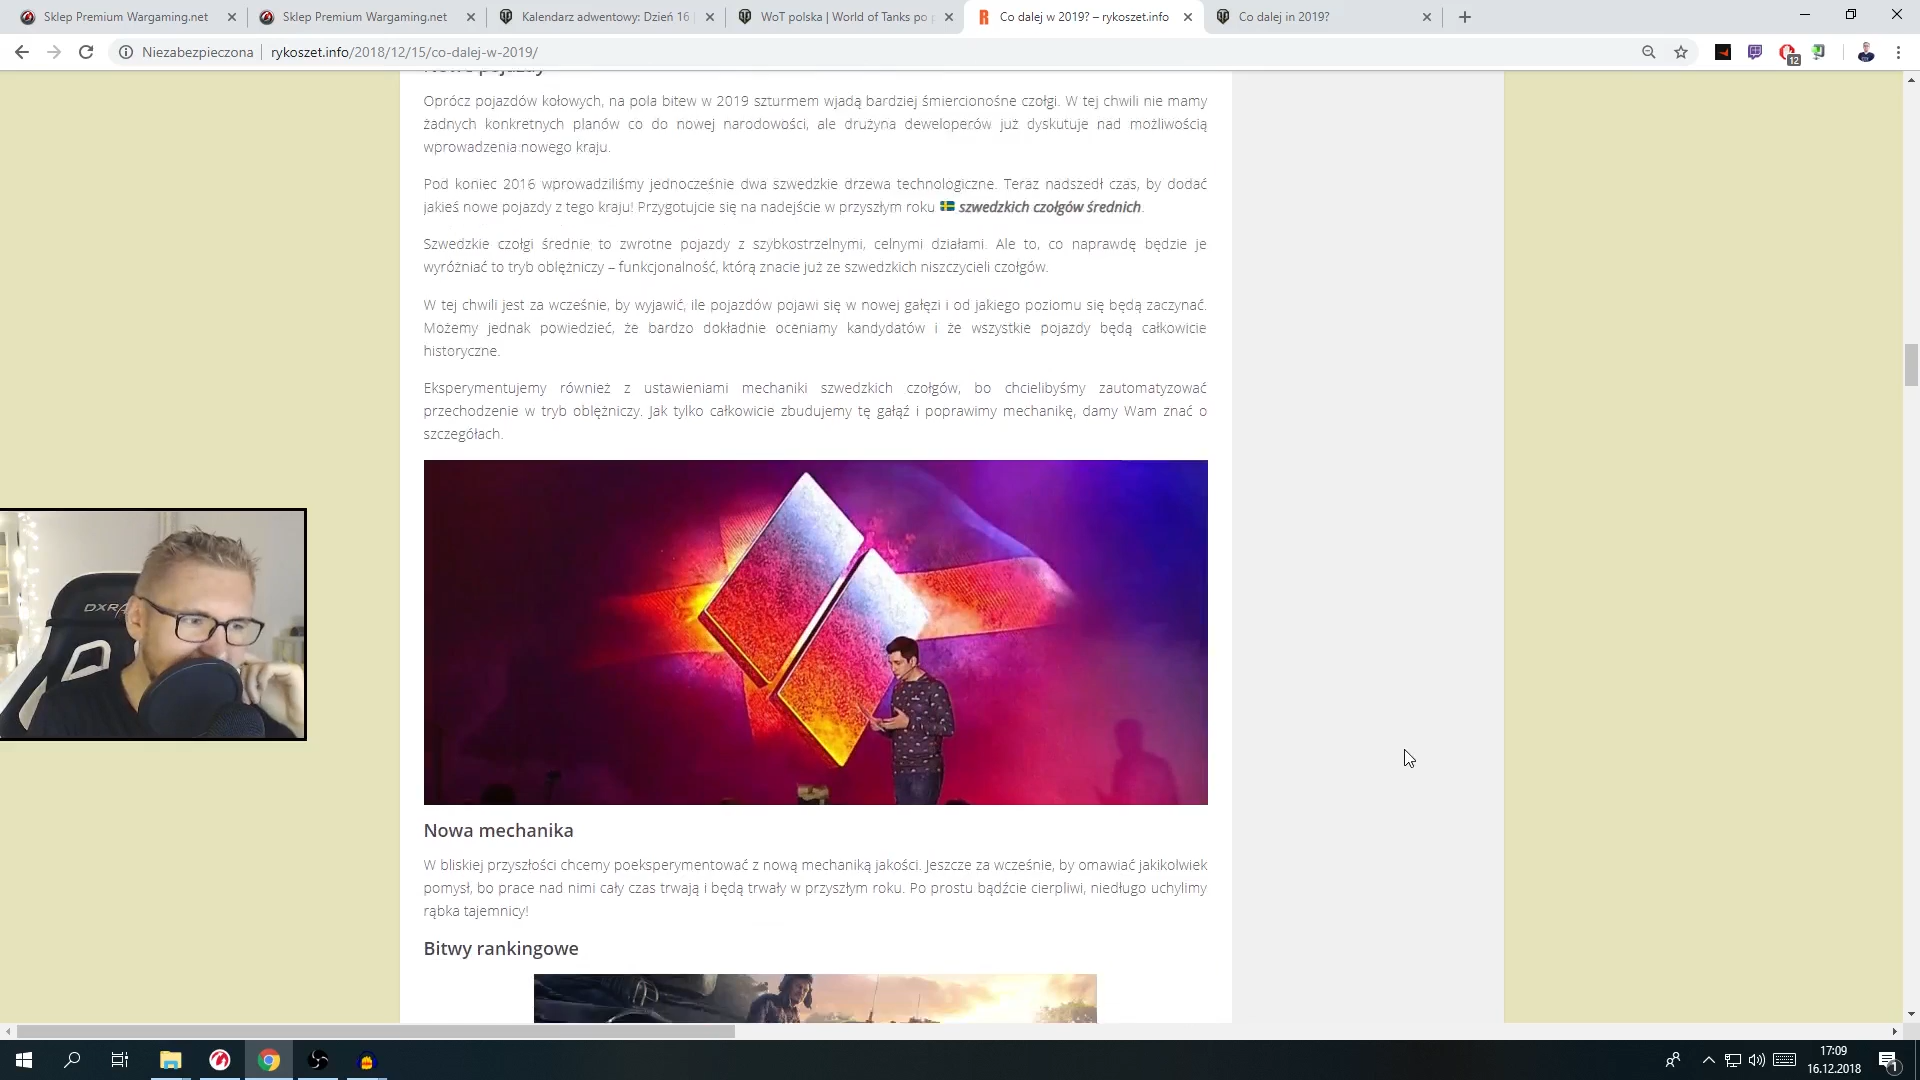 Sklep Premium Wargaming.net
Sklep Premium Wargaming.net
Kalendarz adwentowy: Dzień 16
WoT polska | World of Tanks po
Co dalej w 2019? – rykoszet.info
Co dalej in 2019?
Niezabezpieczona
rykoszet.info/2018/12/15/co-dalej-w-2019/
12
Nowe pojazdy
Oprócz pojazdów kołowych, na pola bitew w 2019 szturmem wjadą bardziej śmiercionośne czołgi. W tej chwili nie mamy
żadnych konkretnych planów co do nowej narodowości, ale drużyna deweloperów już dyskutuje nad możliwością
wprowadzenia nowego kraju.
Pod koniec 2016 wprowadziliśmy jednocześnie dwa szwedzkie drzewa technologiczne. Teraz nadszedł czas, by dodać
jakieś nowe pojazdy z tego kraju! Przygotujcie się na nadejście w przyszłym roku szwedzkich czołgów średnich.
Szwedzkie czołgi średnie to zwrotne pojazdy z szybkostrzelnymi, celnymi działami. Ale to, co naprawdę będzie je
wyróżniać to tryb oblężniczy – funkcjonalność, którą znacie już ze szwedzkich niszczycieli czołgów.
W tej chwili jest za wcześnie, by wyjawić, ile pojazdów pojawi się w nowej gałęzi i od jakiego poziomu się będą zaczynać.
Możemy jednak powiedzieć, że bardzo dokładnie oceniamy kandydatów i że wszystkie pojazdy będą całkowicie
historyczne.
Eksperymentujemy również z ustawieniami mechaniki szwedzkich czołgów, bo chcielibyśmy zautomatyzować
przechodzenie w tryb oblężniczy. Jak tylko całkowicie zbudujemy tę gałąź i poprawimy mechanikę, damy Wam znać o
szczegółach.
DXRA
Nowa mechanika
W bliskiej przyszłości chcemy poeksperymentować z nową mechaniką jakości. Jeszcze za wcześnie, by omawiać jakikolwiek
pomysł, bo prace nad nimi cały czas trwają i będą trwały w przyszłym roku. Po prostu bądźcie cierpliwi, niedługo uchylimy
rąbka tajemnicy!
Bitwy rankingowe
17:09
16.12.2018
1